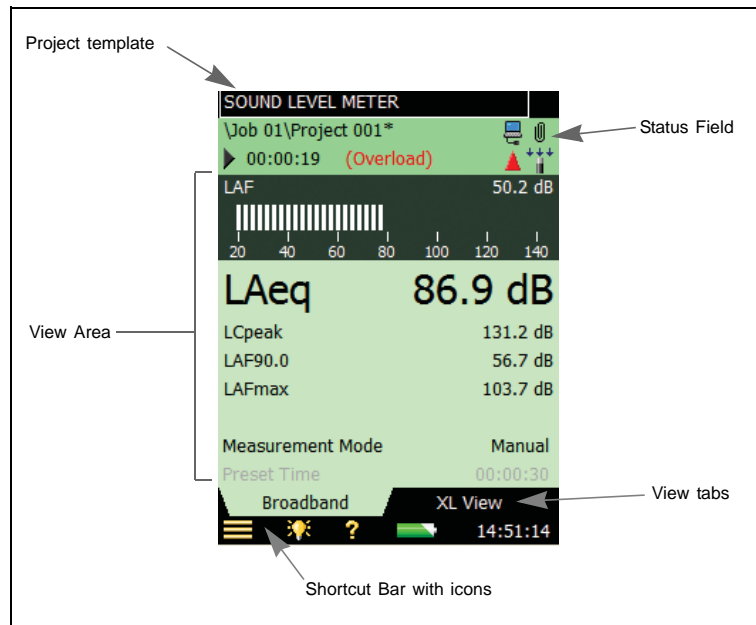 Project template
SOUND LEVEL METER
\Job 01\Project 001*
Status Field
00:00:19 (Overload)
LAF 50.2 dB
20 40 60 80 100 120 140
LAeq 86.9 dB
View Area
LCpeak 131.2 dB
LAF90.0 56.7 dB
LAFmax 103.7 dB
Measurement Mode Manual
Preset Time 00:00:30
View tabs
Broadband XL View
? 14:51:14
Shortcut Bar with icons